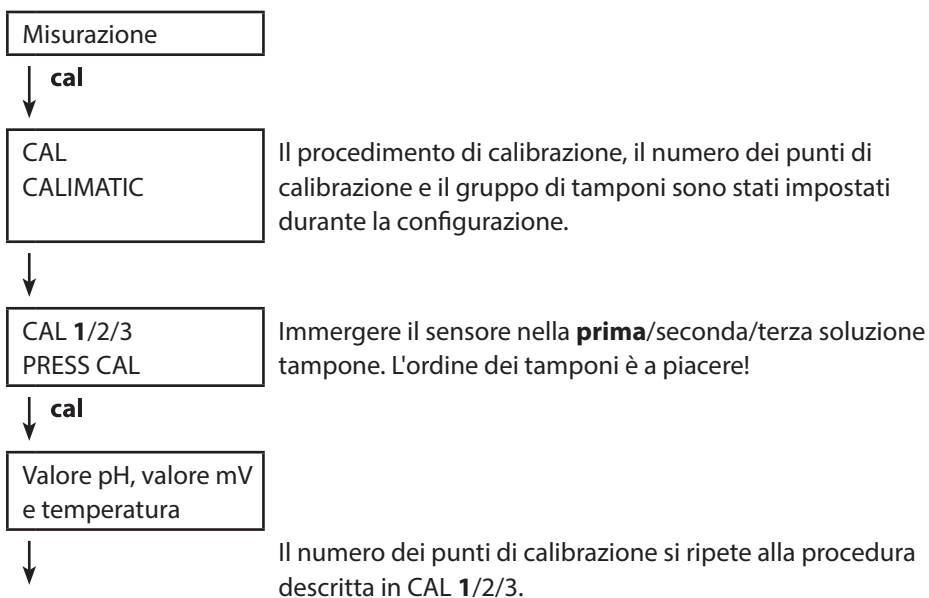 Misurazione
cal
CAL
CALIMATIC
Il procedimento di calibrazione, il numero dei punti di
calibrazione e il gruppo di tamponi sono stati impostati
durante la configurazione.
CAL 1/2/3
PRESS CAL
Immergere il sensore nella prima/seconda/terza soluzione
tampone. L'ordine dei tamponi è a piacere!
cal
Valore pH, valore mV
e temperatura
Il numero dei punti di calibrazione si ripete alla procedura
descritta in CAL 1/2/3.